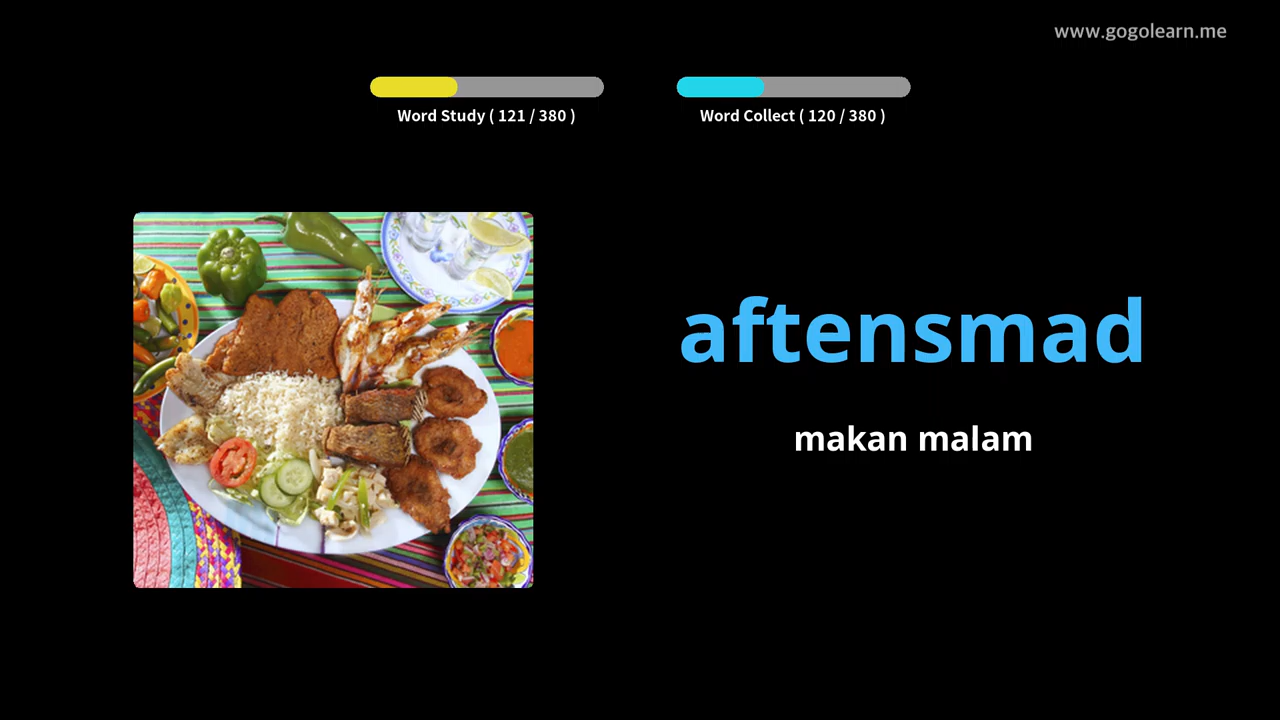 www.gogolearn.me
Word Study ( 121 / 380 )
Word Collect ( 120 / 380 )
aftensmad
makan malam